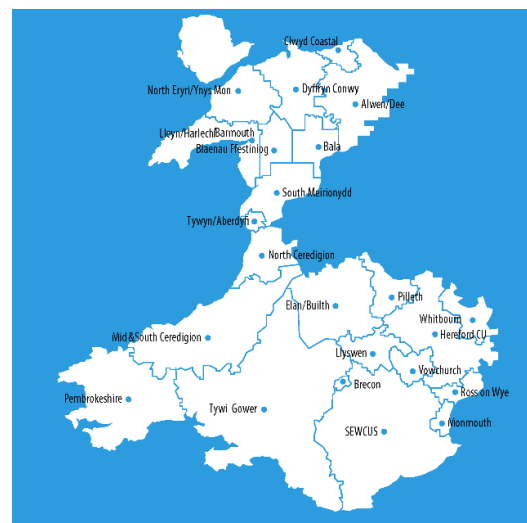 Clwyd Coastal
North Eryri/Ynys Mon
Dyffryn Conwy
Alwen/Dee
Lleyn/Harlech/Barmouth
Blaenau Ffestiniog
Bala
South Meirionydd
Tywyn/Aberdyfi
North Ceredigion
Elan/Builth
Pilleth
Whitbourn
Hereford CU
Mid &South Ceredigion
Llyswen
Vowchurch
Brecon
Ross on Wye
Pembrokeshire
Tywi Gower
SEWCUS
Monmouth